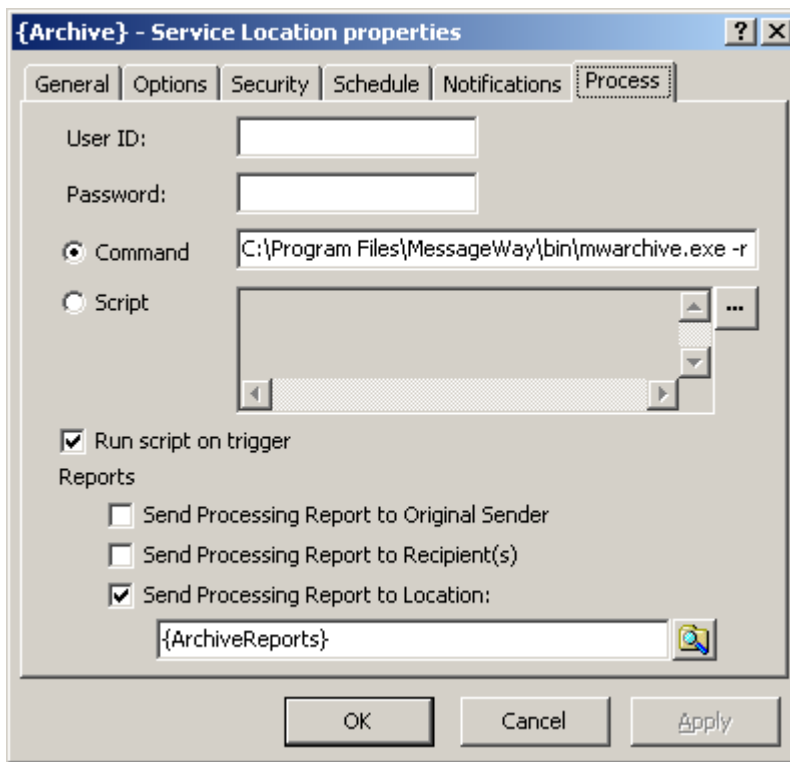 {Archive} - Service Location properties
General Options Security Schedule Notifications Process
User ID:
Password:
Command C:\Program Files\MessageWay\bin\mwarchive.exe -r
Script ...
Run script on trigger
Reports
Send Processing Report to Original Sender
Send Processing Report to Recipient(s)
Send Processing Report to Location:
{ArchiveReports}
OK Cancel Apply